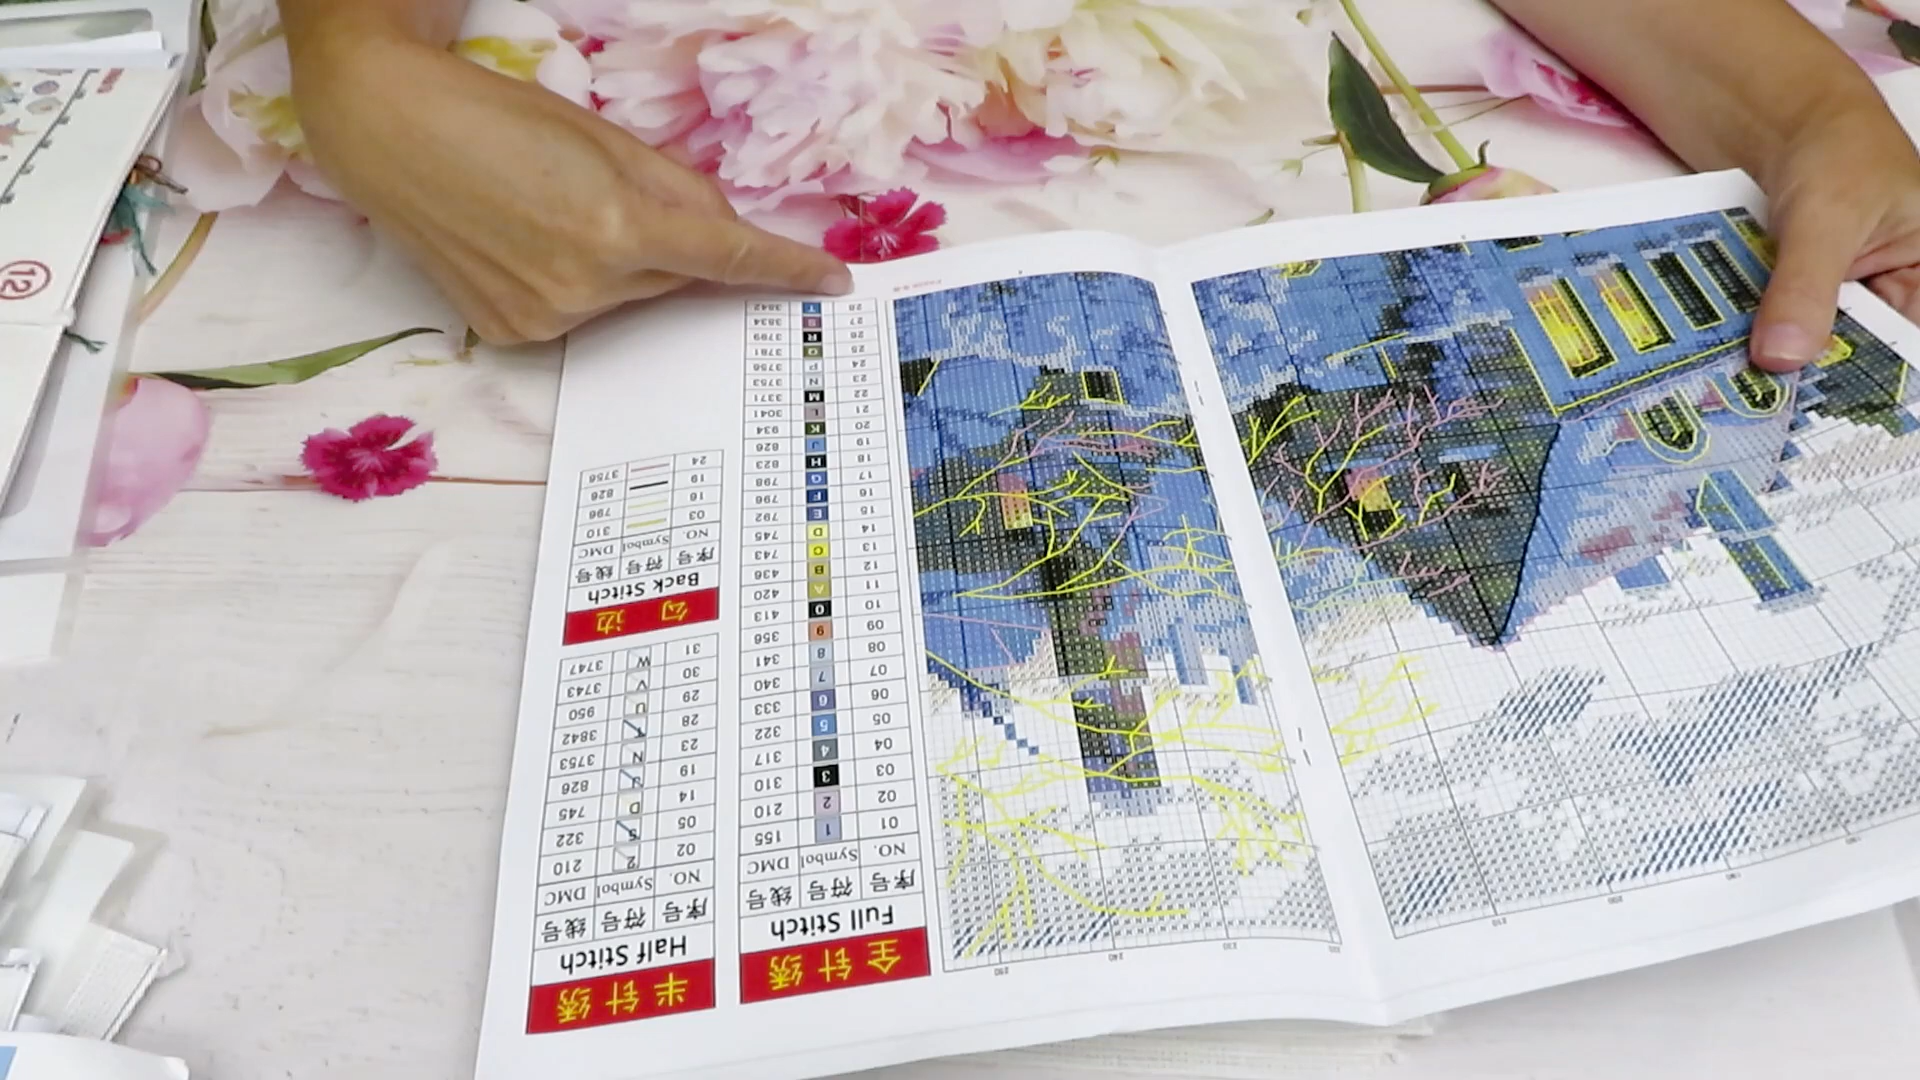 全针绣
Full Stitch
序号 符号 线号
NO. Symbol DMC
01 1 155
02 2 210
03 3 310
04 4 317
05 5 322
06 6 333
07 7 340
08 8 341
09 9 356
10 0 413
11 A 420
12 B 436
13 C 743
14 D 745
15 E 792
16 F 796
17 G 798
18 H 823
19 J 826
20 K 934
21 L 3041
22 M 3371
23 N 3753
24 P 3756
25 Q 3781
26 R 3799
27 S 3834
28 T 3842
半针绣
Half Stitch
序号 符号 线号
NO. Symbol DMC
02 2 210
05 5 322
14 D 745
19 J 826
23 N 3753
28 T 3842
29 U 950
30 V 3743
31 W 3747
勾边
Back Stitch
序号 符号 线号
NO. Symbol DMC
03 310
16 796
19 826
24 3756
12